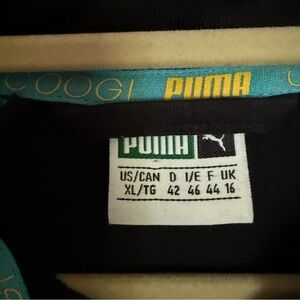 COOGI PUMA
PUMA
US/CAN D I/E F UK
XL/TG 42 46 44 16